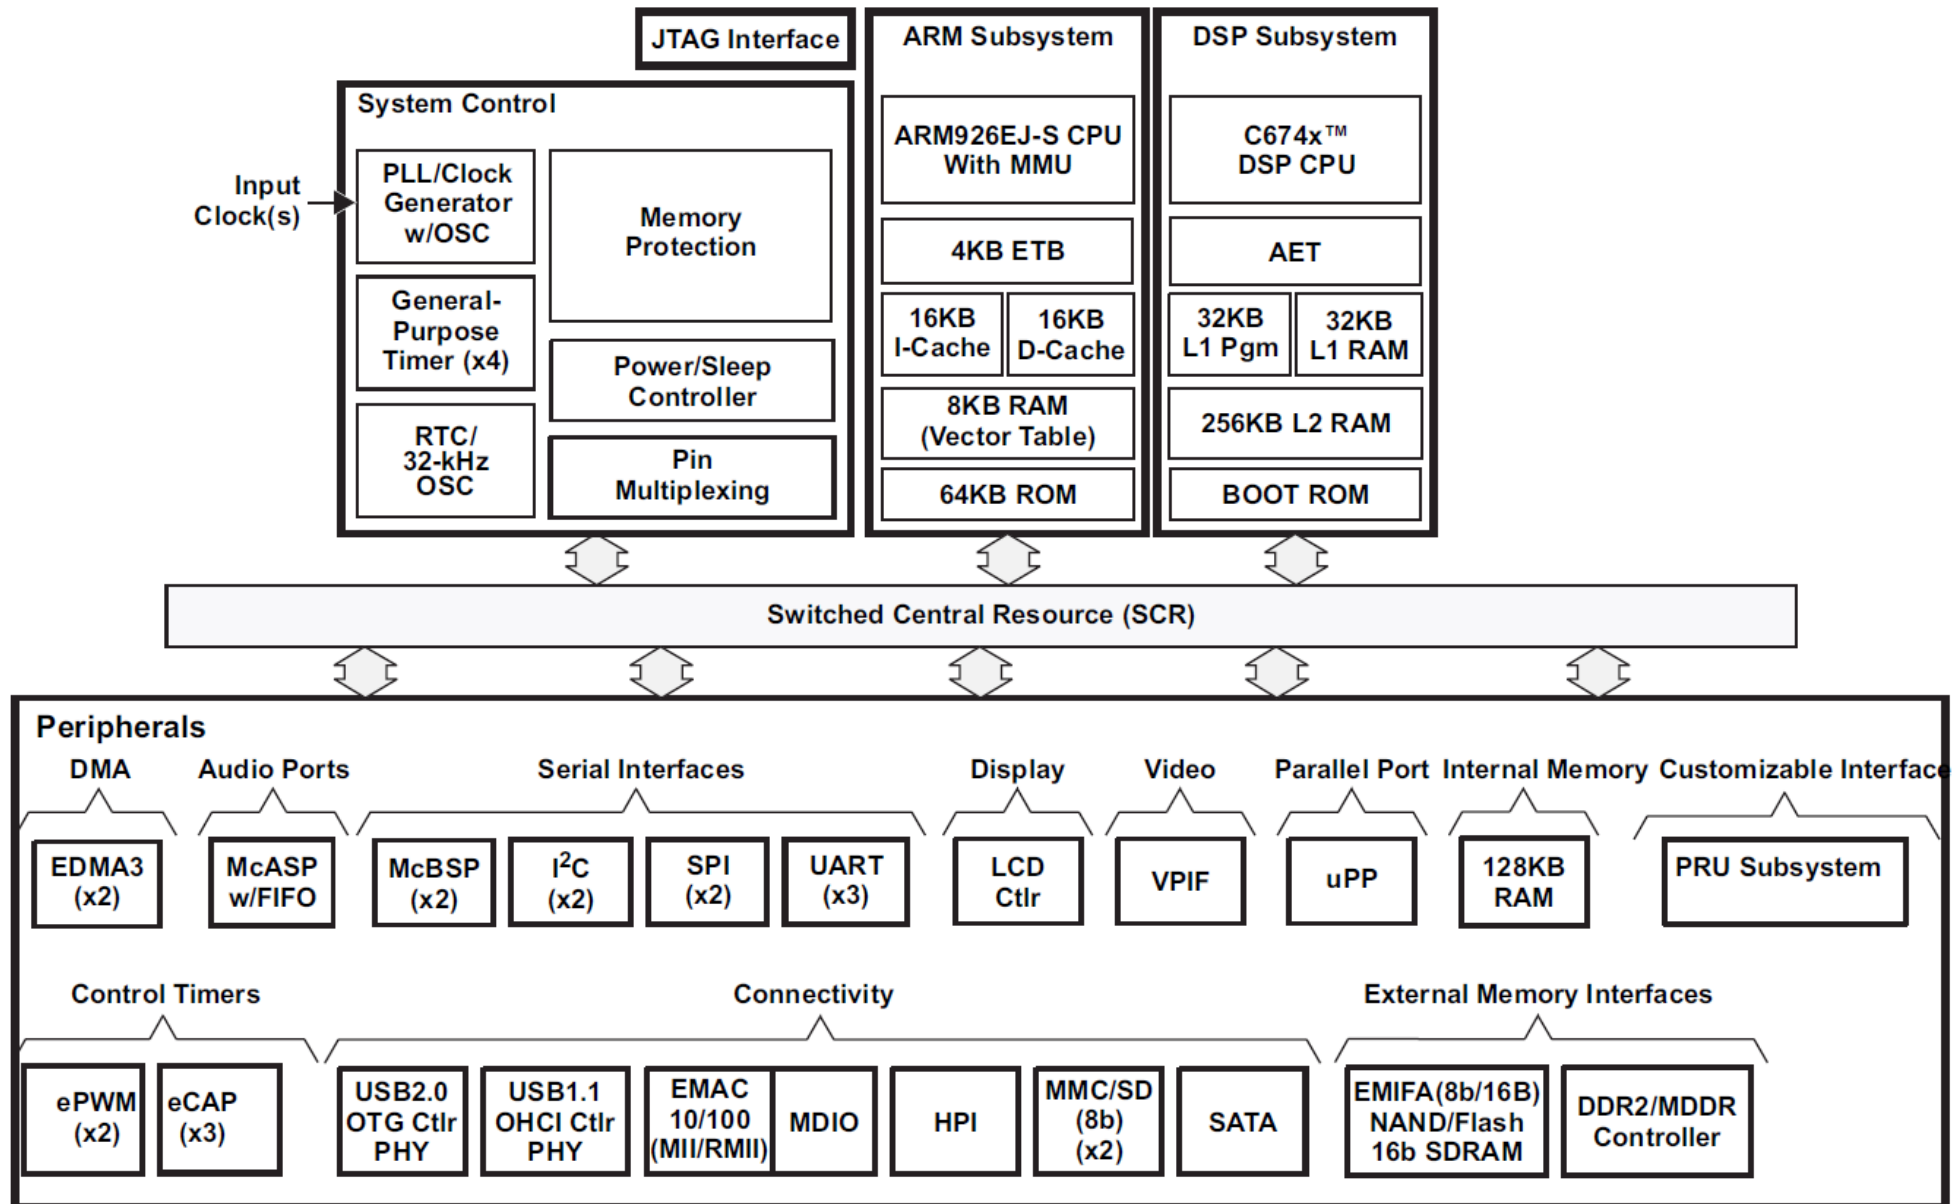 JTAG Interface
ARM Subsystem
DSP Subsystem
System Control
Input
Clock(s)
PLL/Clock
Generator
w/OSC
General-
Purpose
Timer (x4)
RTC/
32-kHz
OSC
Memory
Protection
Power/Sleep
Controller
Pin
Multiplexing
ARM926EJ-S CPU
With MMU
4KB ETB
16KB
I-Cache
16KB
D-Cache
8KB RAM
(Vector Table)
64KB ROM
C674x™
DSP CPU
AET
32KB
L1 Pgm
32KB
L1 RAM
256KB L2 RAM
BOOT ROM
Switched Central Resource (SCR)
Peripherals
DMA
Audio Ports
Serial Interfaces
Display
Video
Parallel Port
Internal Memory
Customizable Interface
EDMA3
(x2)
McASP
w/FIFO
McBSP
(x2)
I²C
(x2)
SPI
(x2)
UART
(x3)
LCD
Ctlr
VPIF
uPP
128KB
RAM
PRU Subsystem
Control Timers
Connectivity
External Memory Interfaces
ePWM
(x2)
eCAP
(x3)
USB2.0
OTG Ctlr
PHY
USB1.1
OHCI Ctlr
PHY
EMAC
10/100
(MII/RMII)
MDIO
HPI
MMC/SD
(8b)
(x2)
SATA
EMIFA(8b/16B)
NAND/Flash
16b SDRAM
DDR2/MDDR
Controller